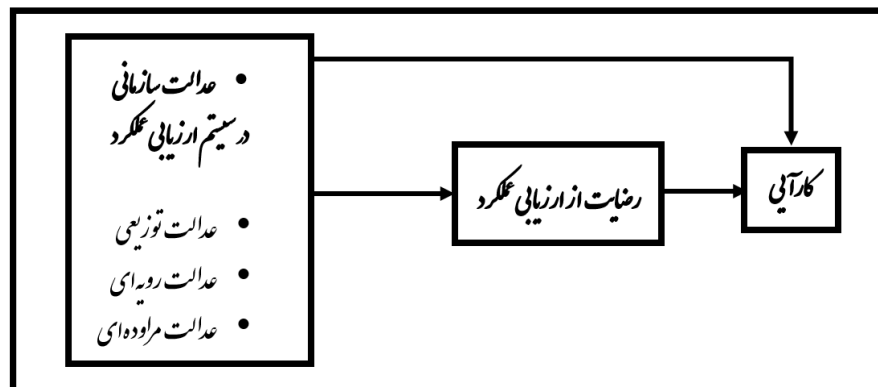 • عدالت سازمانی
در سیستم ارزیابی عملکرد
• عدالت توزیعی
• عدالت رویه‌ای
• عدالت مراوده‌ای
رضایت از ارزیابی عملکرد
کارآیی